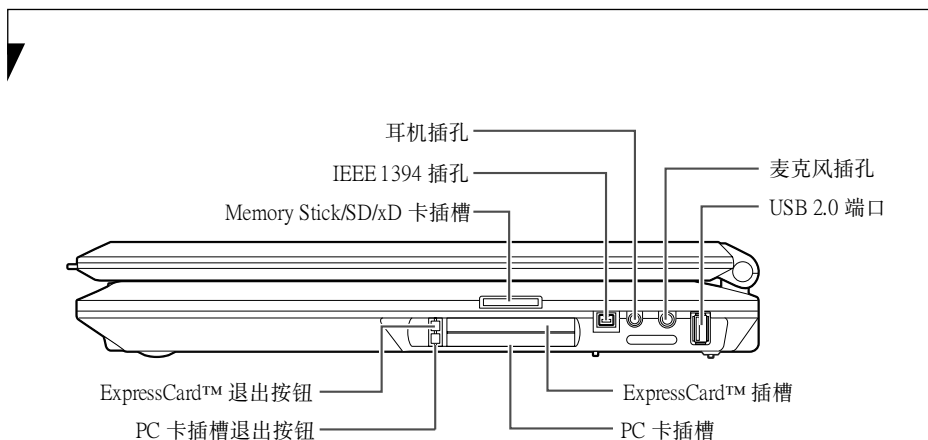 耳机插孔
IEEE 1394 插孔
Memory Stick/SD/xD 卡插槽
麦克风插孔
USB 2.0 端口
ExpressCard™ 退出按钮
PC 卡插槽退出按钮
ExpressCard™ 插槽
PC 卡插槽